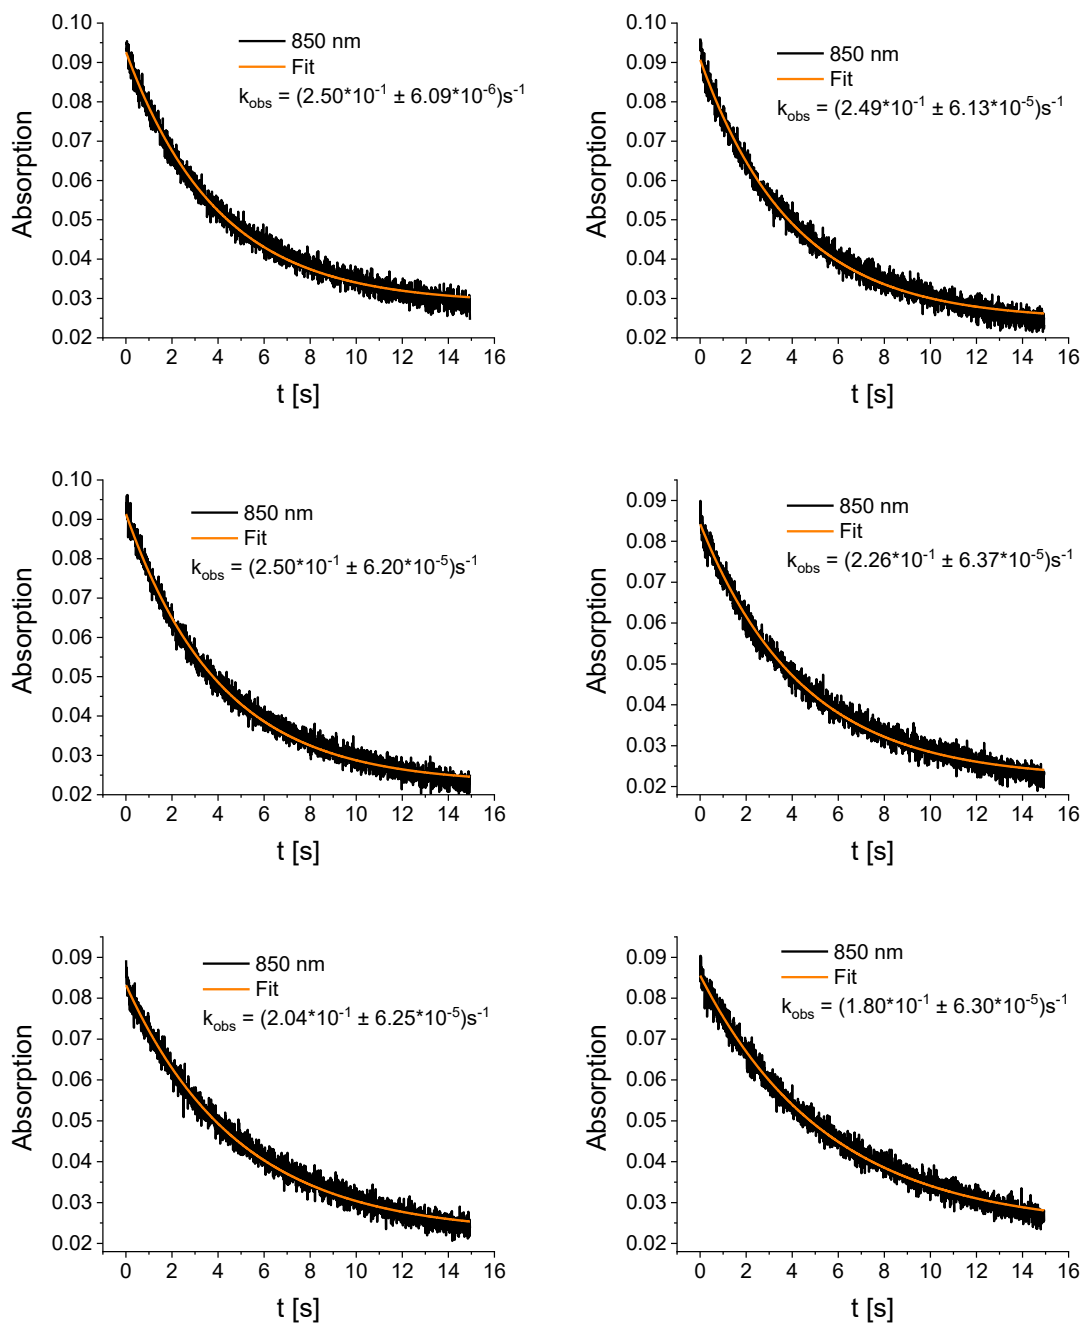 0.10
0.09
0.08
0.07
0.06
0.05
0.04
0.03
0.02
Absorption
850 nm
Fit
k_obs = (2.50*10^-1 ± 6.09*10^-6)s^-1
0 2 4 6 8 10 12 14 16
t [s]
0.10
0.09
0.08
0.07
0.06
0.05
0.04
0.03
0.02
Absorption
850 nm
Fit
k_obs = (2.49*10^-1 ± 6.13*10^-5)s^-1
0 2 4 6 8 10 12 14 16
t [s]
0.10
0.09
0.08
0.07
0.06
0.05
0.04
0.03
0.02
Absorption
850 nm
Fit
k_obs = (2.50*10^-1 ± 6.20*10^-5)s^-1
0 2 4 6 8 10 12 14 16
t [s]
0.09
0.08
0.07
0.06
0.05
0.04
0.03
0.02
Absorption
850 nm
Fit
k_obs = (2.26*10^-1 ± 6.37*10^-5)s^-1
0 2 4 6 8 10 12 14 16
t [s]
0.09
0.08
0.07
0.06
0.05
0.04
0.03
0.02
Absorption
850 nm
Fit
k_obs = (2.04*10^-1 ± 6.25*10^-5)s^-1
0 2 4 6 8 10 12 14 16
t [s]
0.09
0.08
0.07
0.06
0.05
0.04
0.03
0.02
Absorption
850 nm
Fit
k_obs = (1.80*10^-1 ± 6.30*10^-5)s^-1
0 2 4 6 8 10 12 14 16
t [s]